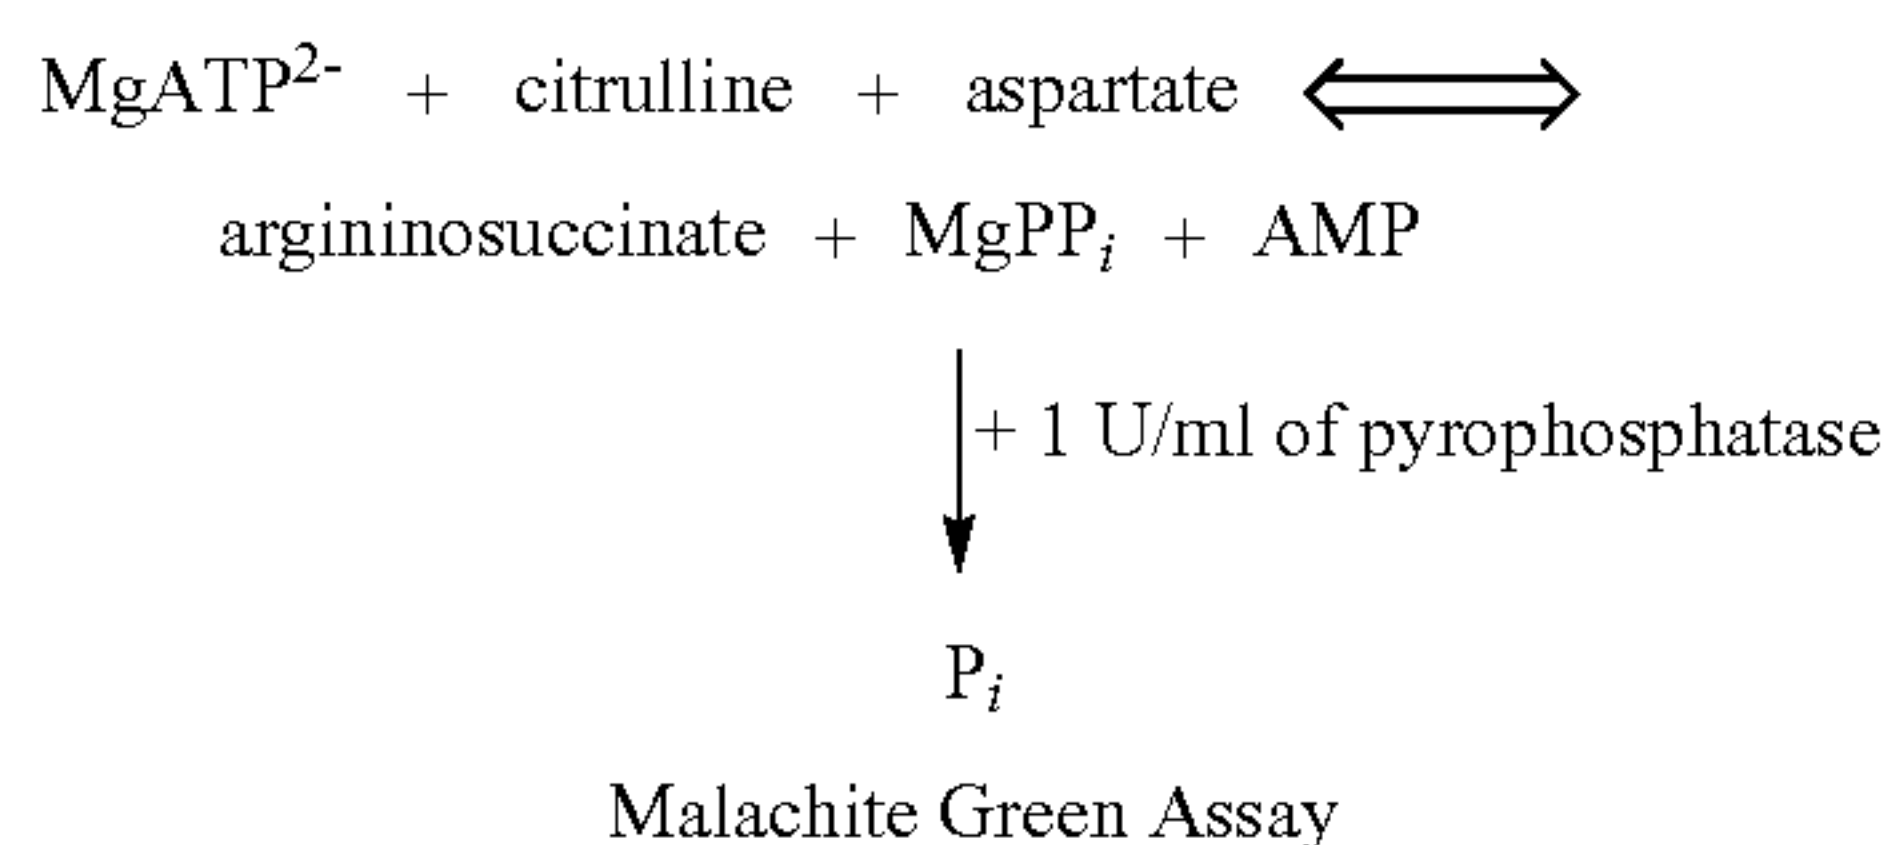 MgATP²⁻ + citrulline + aspartate ⟺
argininosuccinate + MgPPᵢ + AMP
+ 1 U/ml of pyrophosphatase
Pᵢ
Malachite Green Assay